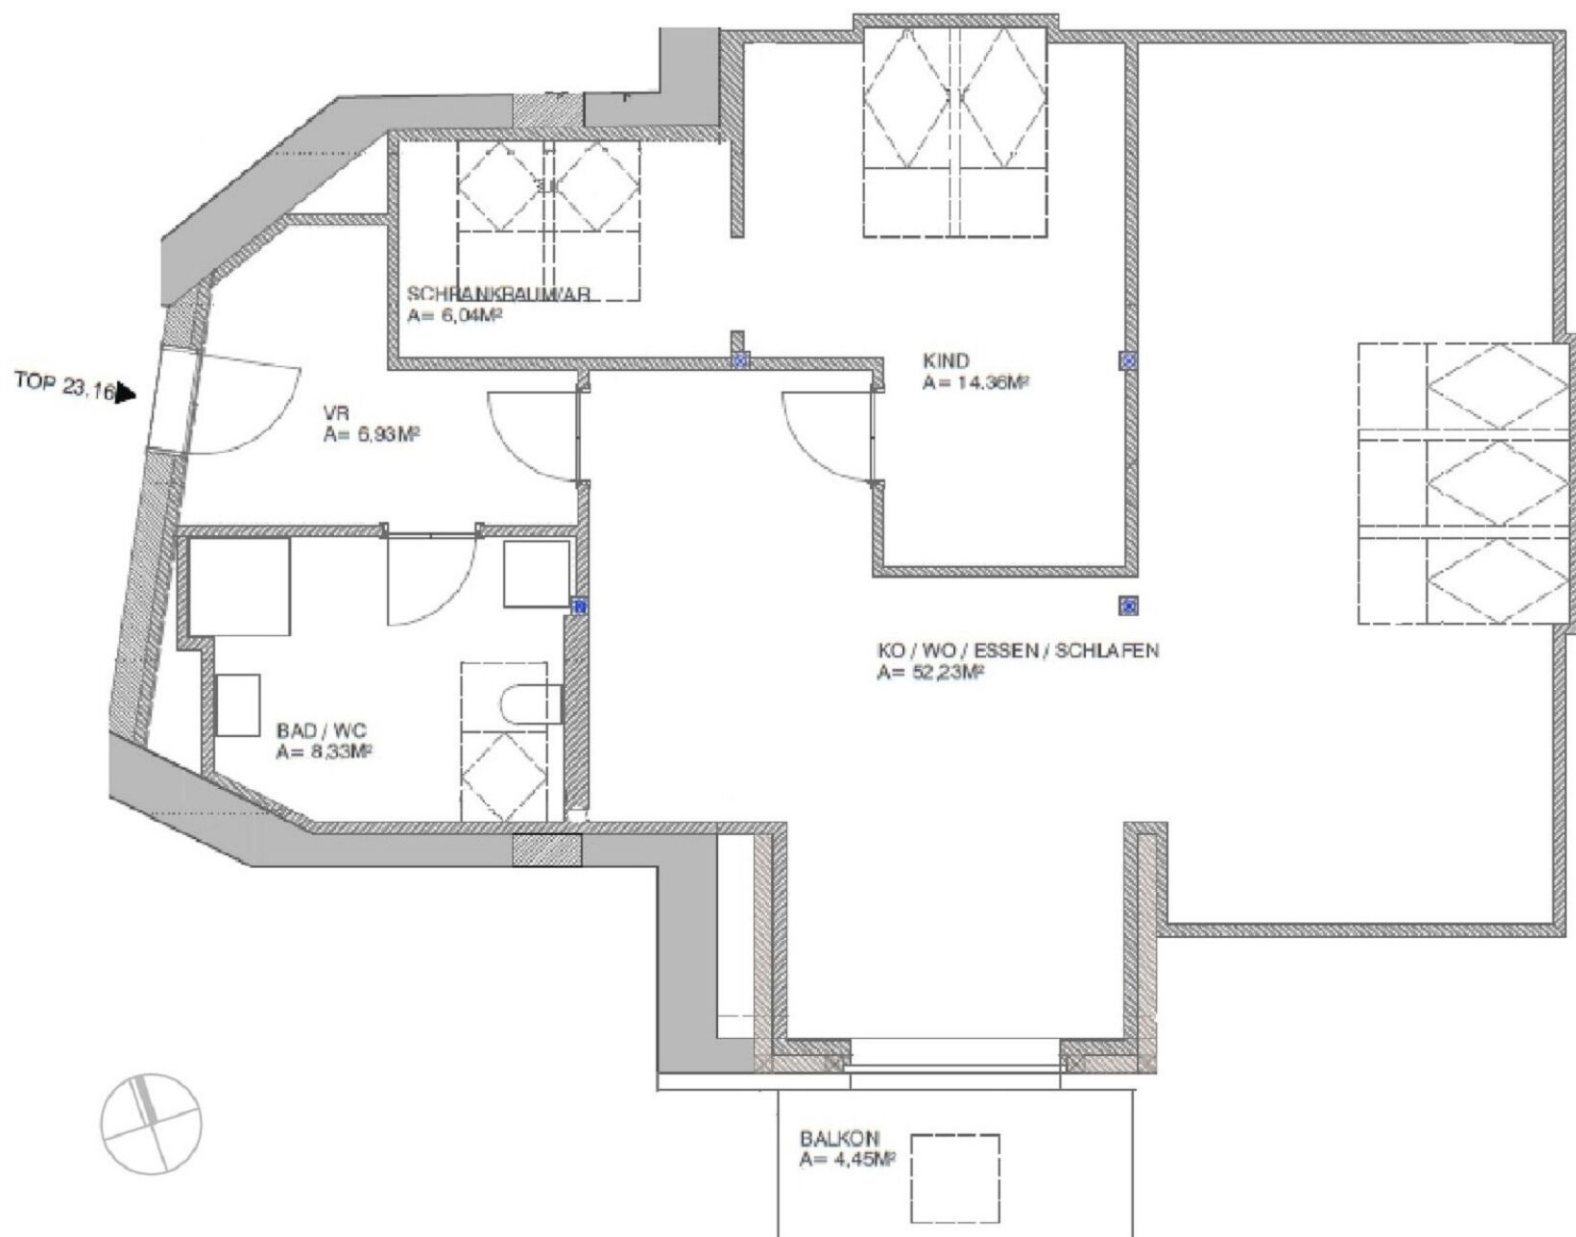 SCHRANKRAUM/AR
A= 6,04M²
TOP 23,16
KIND
A= 14.36M²
VR
A= 6,93M²
KO / WO / ESSEN / SCHLAFEN
A= 52,23M²
BAD / WC
A= 8,33M²
BALKON
A= 4,45M²